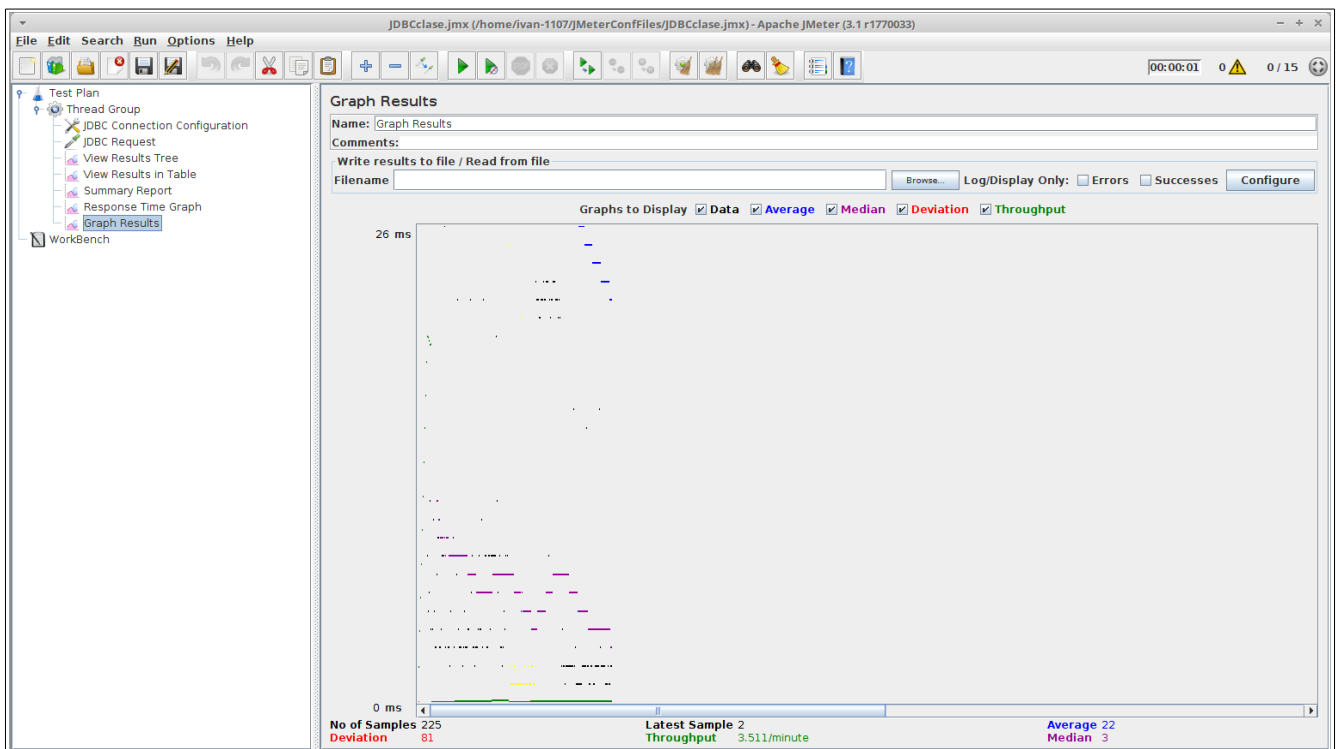 JDBCclase.jmx (/home/ivan-1107/JMeterConfFiles/JDBCclase.jmx) - Apache JMeter (3.1 r1770033)
File Edit Search Run Options Help
00:00:01 0 0 / 15
Test Plan
Thread Group
JDBC Connection Configuration
JDBC Request
View Results Tree
View Results in Table
Summary Report
Response Time Graph
Graph Results
WorkBench
Graph Results
Name: Graph Results
Comments:
Write results to file / Read from file
Filename Browse... Log/Display Only: Errors Successes Configure
Graphs to Display Data Average Median Deviation Throughput
26 ms
0 ms
No of Samples 225 Latest Sample 2 Average 22
Deviation 81 Throughput 3.511/minute Median 3